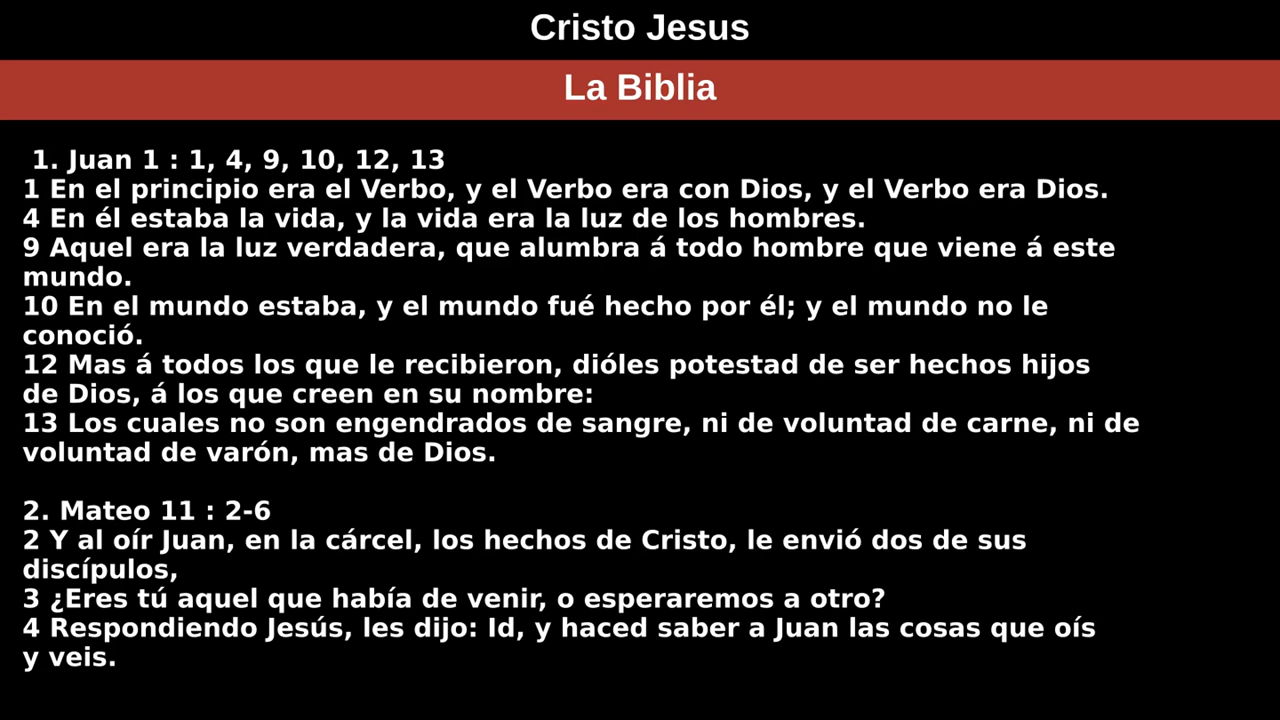 Cristo Jesus
La Biblia
1. Juan 1 : 1, 4, 9, 10, 12, 13
1 En el principio era el Verbo, y el Verbo era con Dios, y el Verbo era Dios.
4 En él estaba la vida, y la vida era la luz de los hombres.
9 Aquel era la luz verdadera, que alumbra á todo hombre que viene á este
mundo.
10 En el mundo estaba, y el mundo fué hecho por él; y el mundo no le
conoció.
12 Mas á todos los que le recibieron, dióles potestad de ser hechos hijos
de Dios, á los que creen en su nombre:
13 Los cuales no son engendrados de sangre, ni de voluntad de carne, ni de
voluntad de varón, mas de Dios.
2. Mateo 11 : 2-6
2 Y al oír Juan, en la cárcel, los hechos de Cristo, le envió dos de sus
discípulos,
3 ¿Eres tú aquel que había de venir, o esperaremos a otro?
4 Respondiendo Jesús, les dijo: Id, y haced saber a Juan las cosas que oís
y veis.